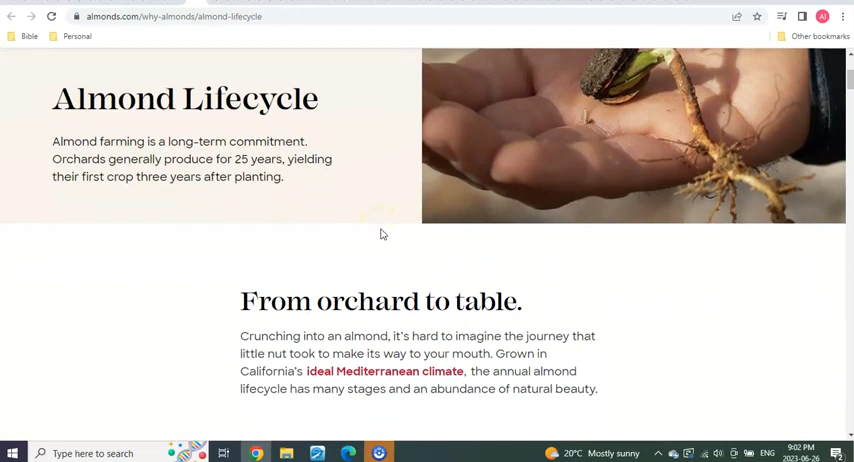 almonds.com/why-almonds/almond-lifecycle
AI
Bible
Personal
Other bookmarks
Almond Lifecycle
Almond farming is a long-term commitment.
Orchards generally produce for 25 years, yielding
their first crop three years after planting.
From orchard to table.
Crunching into an almond, it's hard to imagine the journey that
little nut took to make its way to your mouth. Grown in
California's ideal Mediterranean climate, the annual almond
lifecycle has many stages and an abundance of natural beauty.
Type here to search
20°C Mostly sunny
ENG
9:02 PM
2023-06-26
2